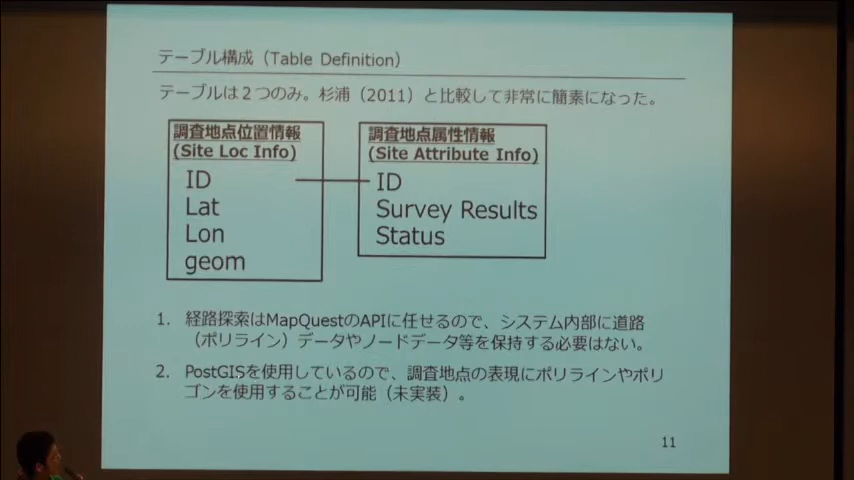 テーブル構成（Table Definition）
テーブルは２つのみ。杉浦（2011）と比較して非常に簡素になった。
調査地点位置情報
(Site Loc Info)
ID
Lat
Lon
geom
調査地点属性情報
(Site Attribute Info)
ID
Survey Results
Status
1. 経路探索はMapQuestのAPIに任せるので、システム内部に道路
（ポリライン）データやノードデータ等を保持する必要はない。
2. PostGISを使用しているので、調査地点の表現にポリラインやポリ
ゴンを使用することが可能（未実装）。
11